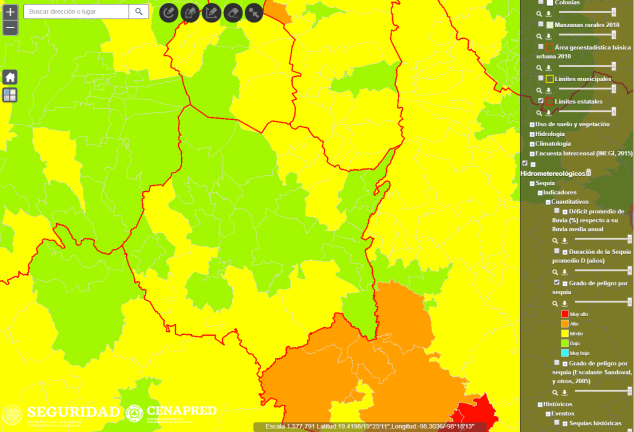 Buscar dirección o lugar
Colonias
Manzanas rurales 2010
Área geoestadística básica
urbana 2010
Límites municipales
Límites estatales
Uso de suelo y vegetación
Hidrología
Climatología
Encuesta Intercensal (INEGI, 2015)
Hidrometereológicos
Sequía
Indicadores
Cuantitativos
Déficit promedio de
lluvia (%) respecto a su
lluvia media anual
Duración de la Sequía
promedio D (años)
Grado de peligro por
sequía
Muy alto
Alto
Medio
Bajo
Muy bajo
Grado de peligro por
sequía (Escalante Sandoval,
y otros, 2005)
Históricos
Eventos
Sequías históricas
SEGURIDAD
CENAPRED
Escala 1:577,791 Latitud:19.4198/19°25'11",Longitud:-98.3036/-98°18'13"